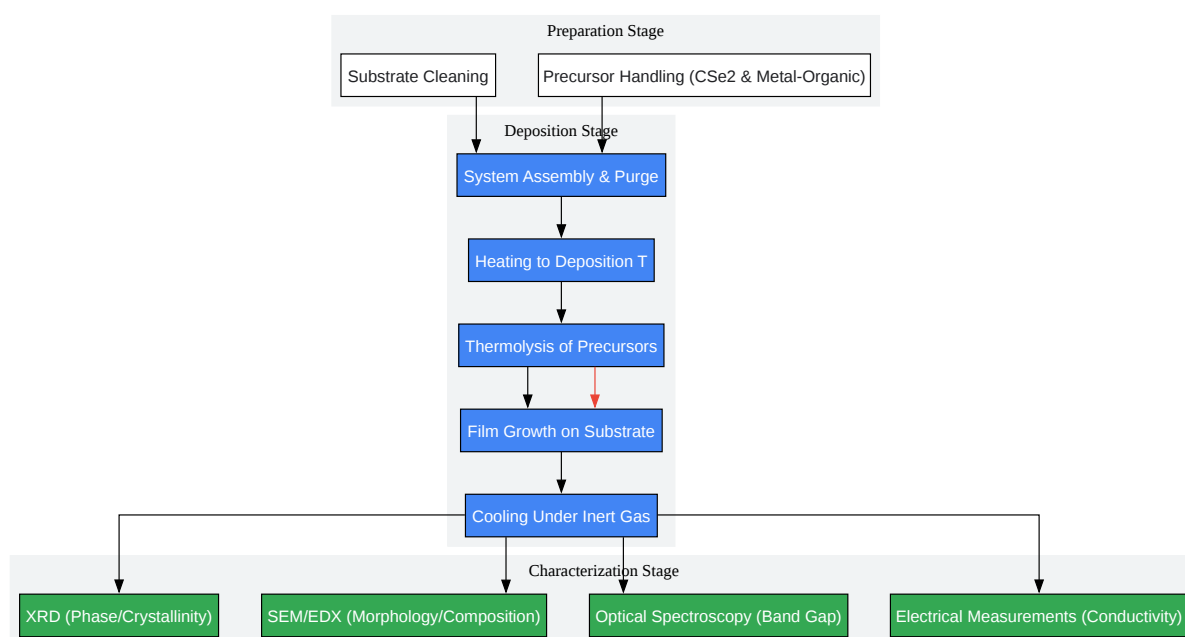 Preparation Stage
Substrate Cleaning
Precursor Handling (CSe2 & Metal-Organic)
Deposition Stage
System Assembly & Purge
Heating to Deposition T
Thermolysis of Precursors
Film Growth on Substrate
Cooling Under Inert Gas
Characterization Stage
XRD (Phase/Crystallinity)
SEM/EDX (Morphology/Composition)
Optical Spectroscopy (Band Gap)
Electrical Measurements (Conductivity)